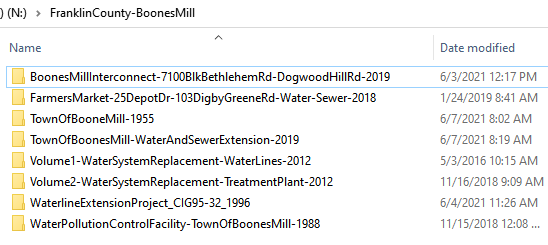 ) (N:) > FranklinCounty-BoonesMill
Name Date modified
BoonesMillInterconnect-7100BlkBethlehemRd-DogwoodHillRd-2019 6/3/2021 12:17 PM
FarmersMarket-25DepotDr-103DigbyGreeneRd-Water-Sewer-2018 1/24/2019 8:41 AM
TownOfBooneMill-1955 6/7/2021 8:02 AM
TownOfBoonesMill-WaterAndSewerExtension-2019 6/7/2021 8:19 AM
Volume1-WaterSystemReplacement-WaterLines-2012 5/3/2016 10:15 AM
Volume2-WaterSystemReplacement-TreatmentPlant-2012 11/16/2018 9:09 AM
WaterlineExtensionProject_CIG95-32_1996 6/4/2021 11:26 AM
WaterPollutionControlFacility-TownOfBoonesMill-1988 11/15/2018 12:08 ...